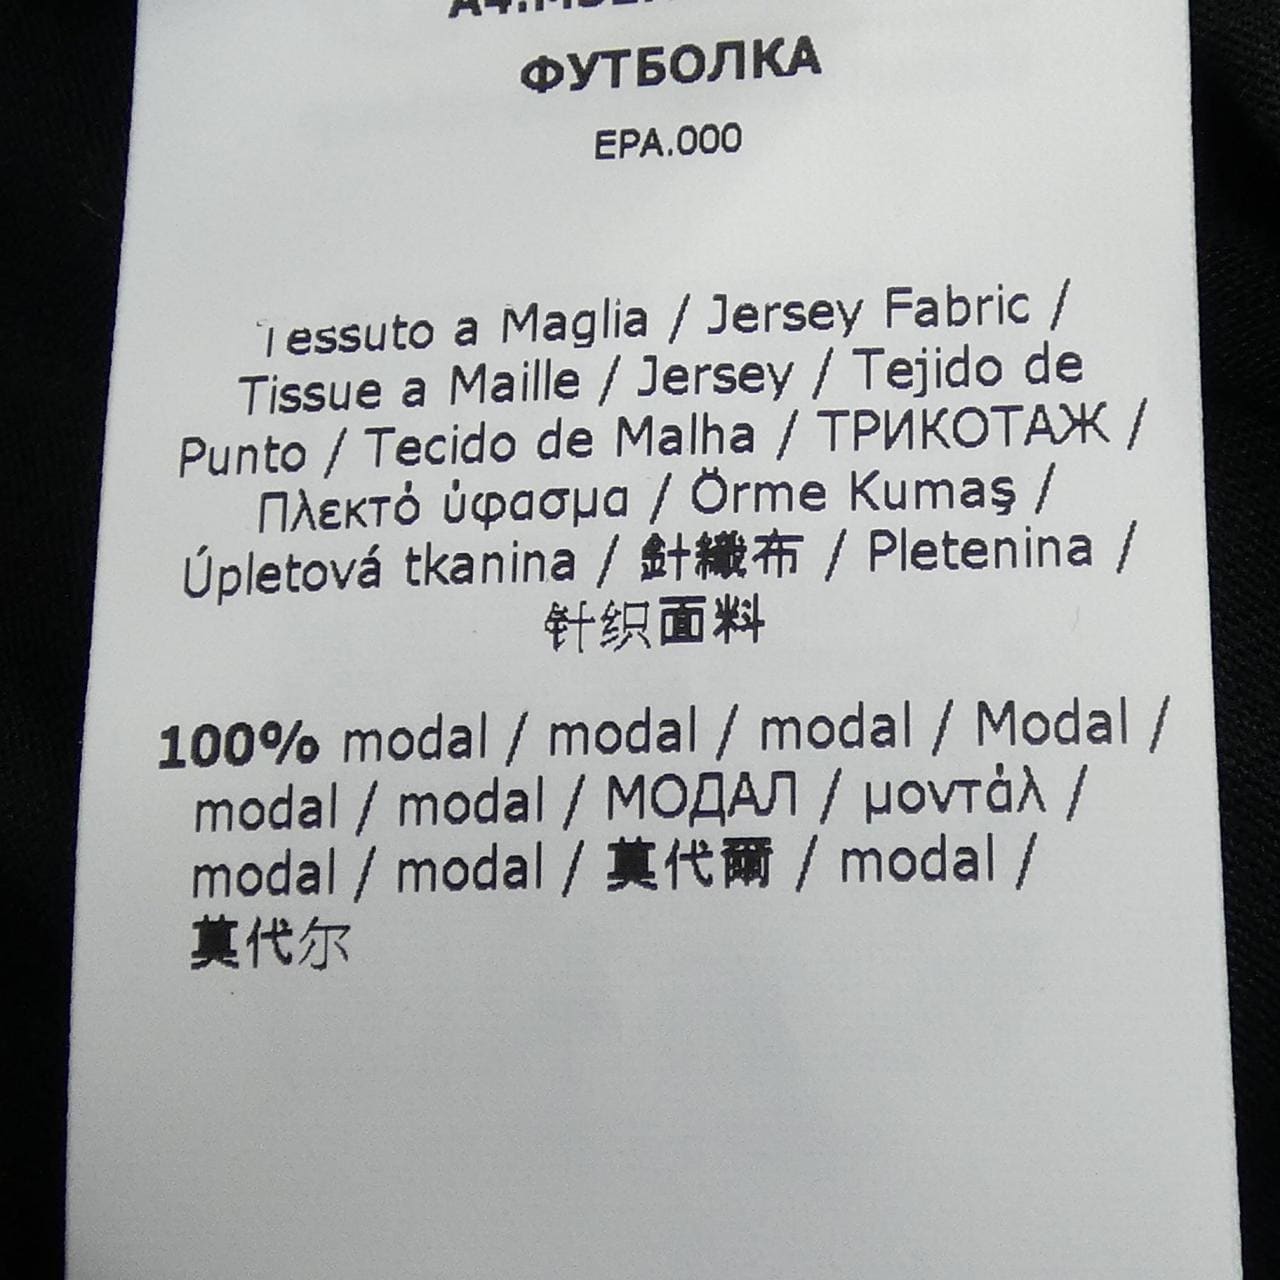 ФУТБОЛКА
EPA.000
Tessuto a Maglia / Jersey Fabric /
Tissue a Maille / Jersey / Tejido de
Punto / Tecido de Malha / ТРИКОТАЖ /
Πλεκτό ύφασμα / Örme Kumaş /
Úpletová tkanina / 針織布 / Pletenina /
针织面料
100% modal / modal / modal / Modal /
modal / modal / МОДАЛ / μοντάλ /
modal / modal / 莫代爾 / modal /
莫代尔